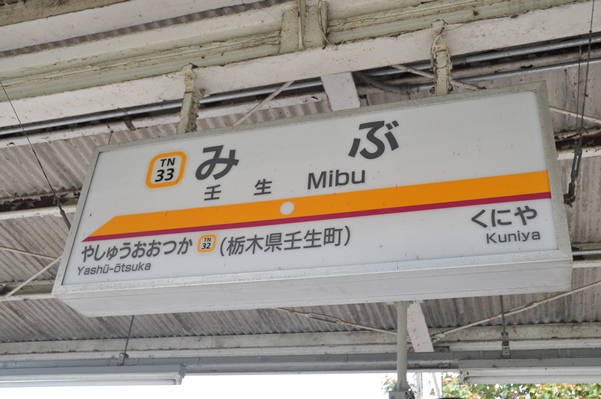 TN
33
みぶ
壬生 Mibu
やしゅうおおつか
TN
32
(栃木県壬生町)
くにや
Yashū-ōtsuka
Kuniya